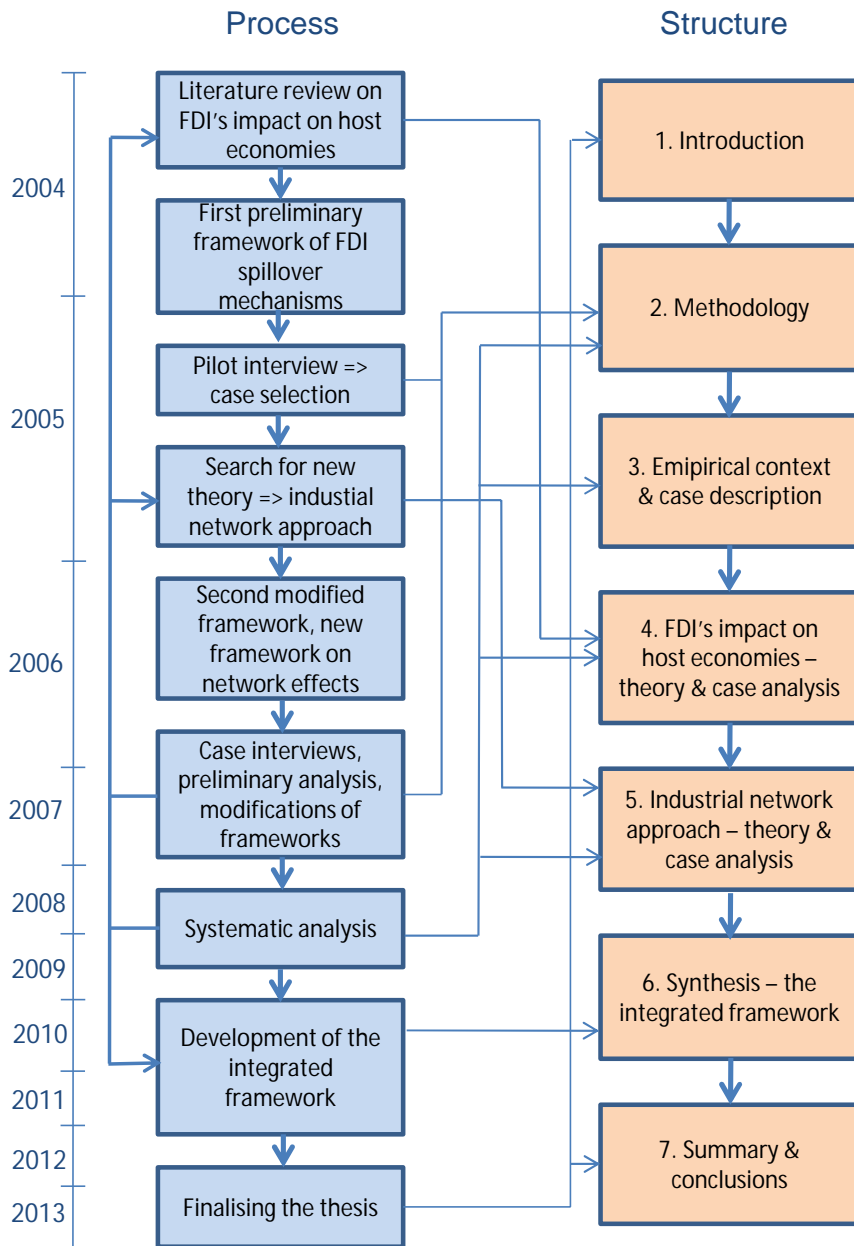 Process
Structure
2004
2005
2006
2007
2008
2009
2010
2011
2012
2013
Literature review on
FDI's impact on host
economies
First preliminary
framework of FDI
spillover
mechanisms
Pilot interview =>
case selection
Search for new
theory => industial
network approach
Second modified
framework, new
framework on
network effects
Case interviews,
preliminary analysis,
modifications of
frameworks
Systematic analysis
Development of the
integrated
framework
Finalising the thesis
1. Introduction
2. Methodology
3. Emipirical context
& case description
4. FDI's impact on
host economies –
theory & case analysis
5. Industrial network
approach – theory &
case analysis
6. Synthesis – the
integrated framework
7. Summary &
conclusions